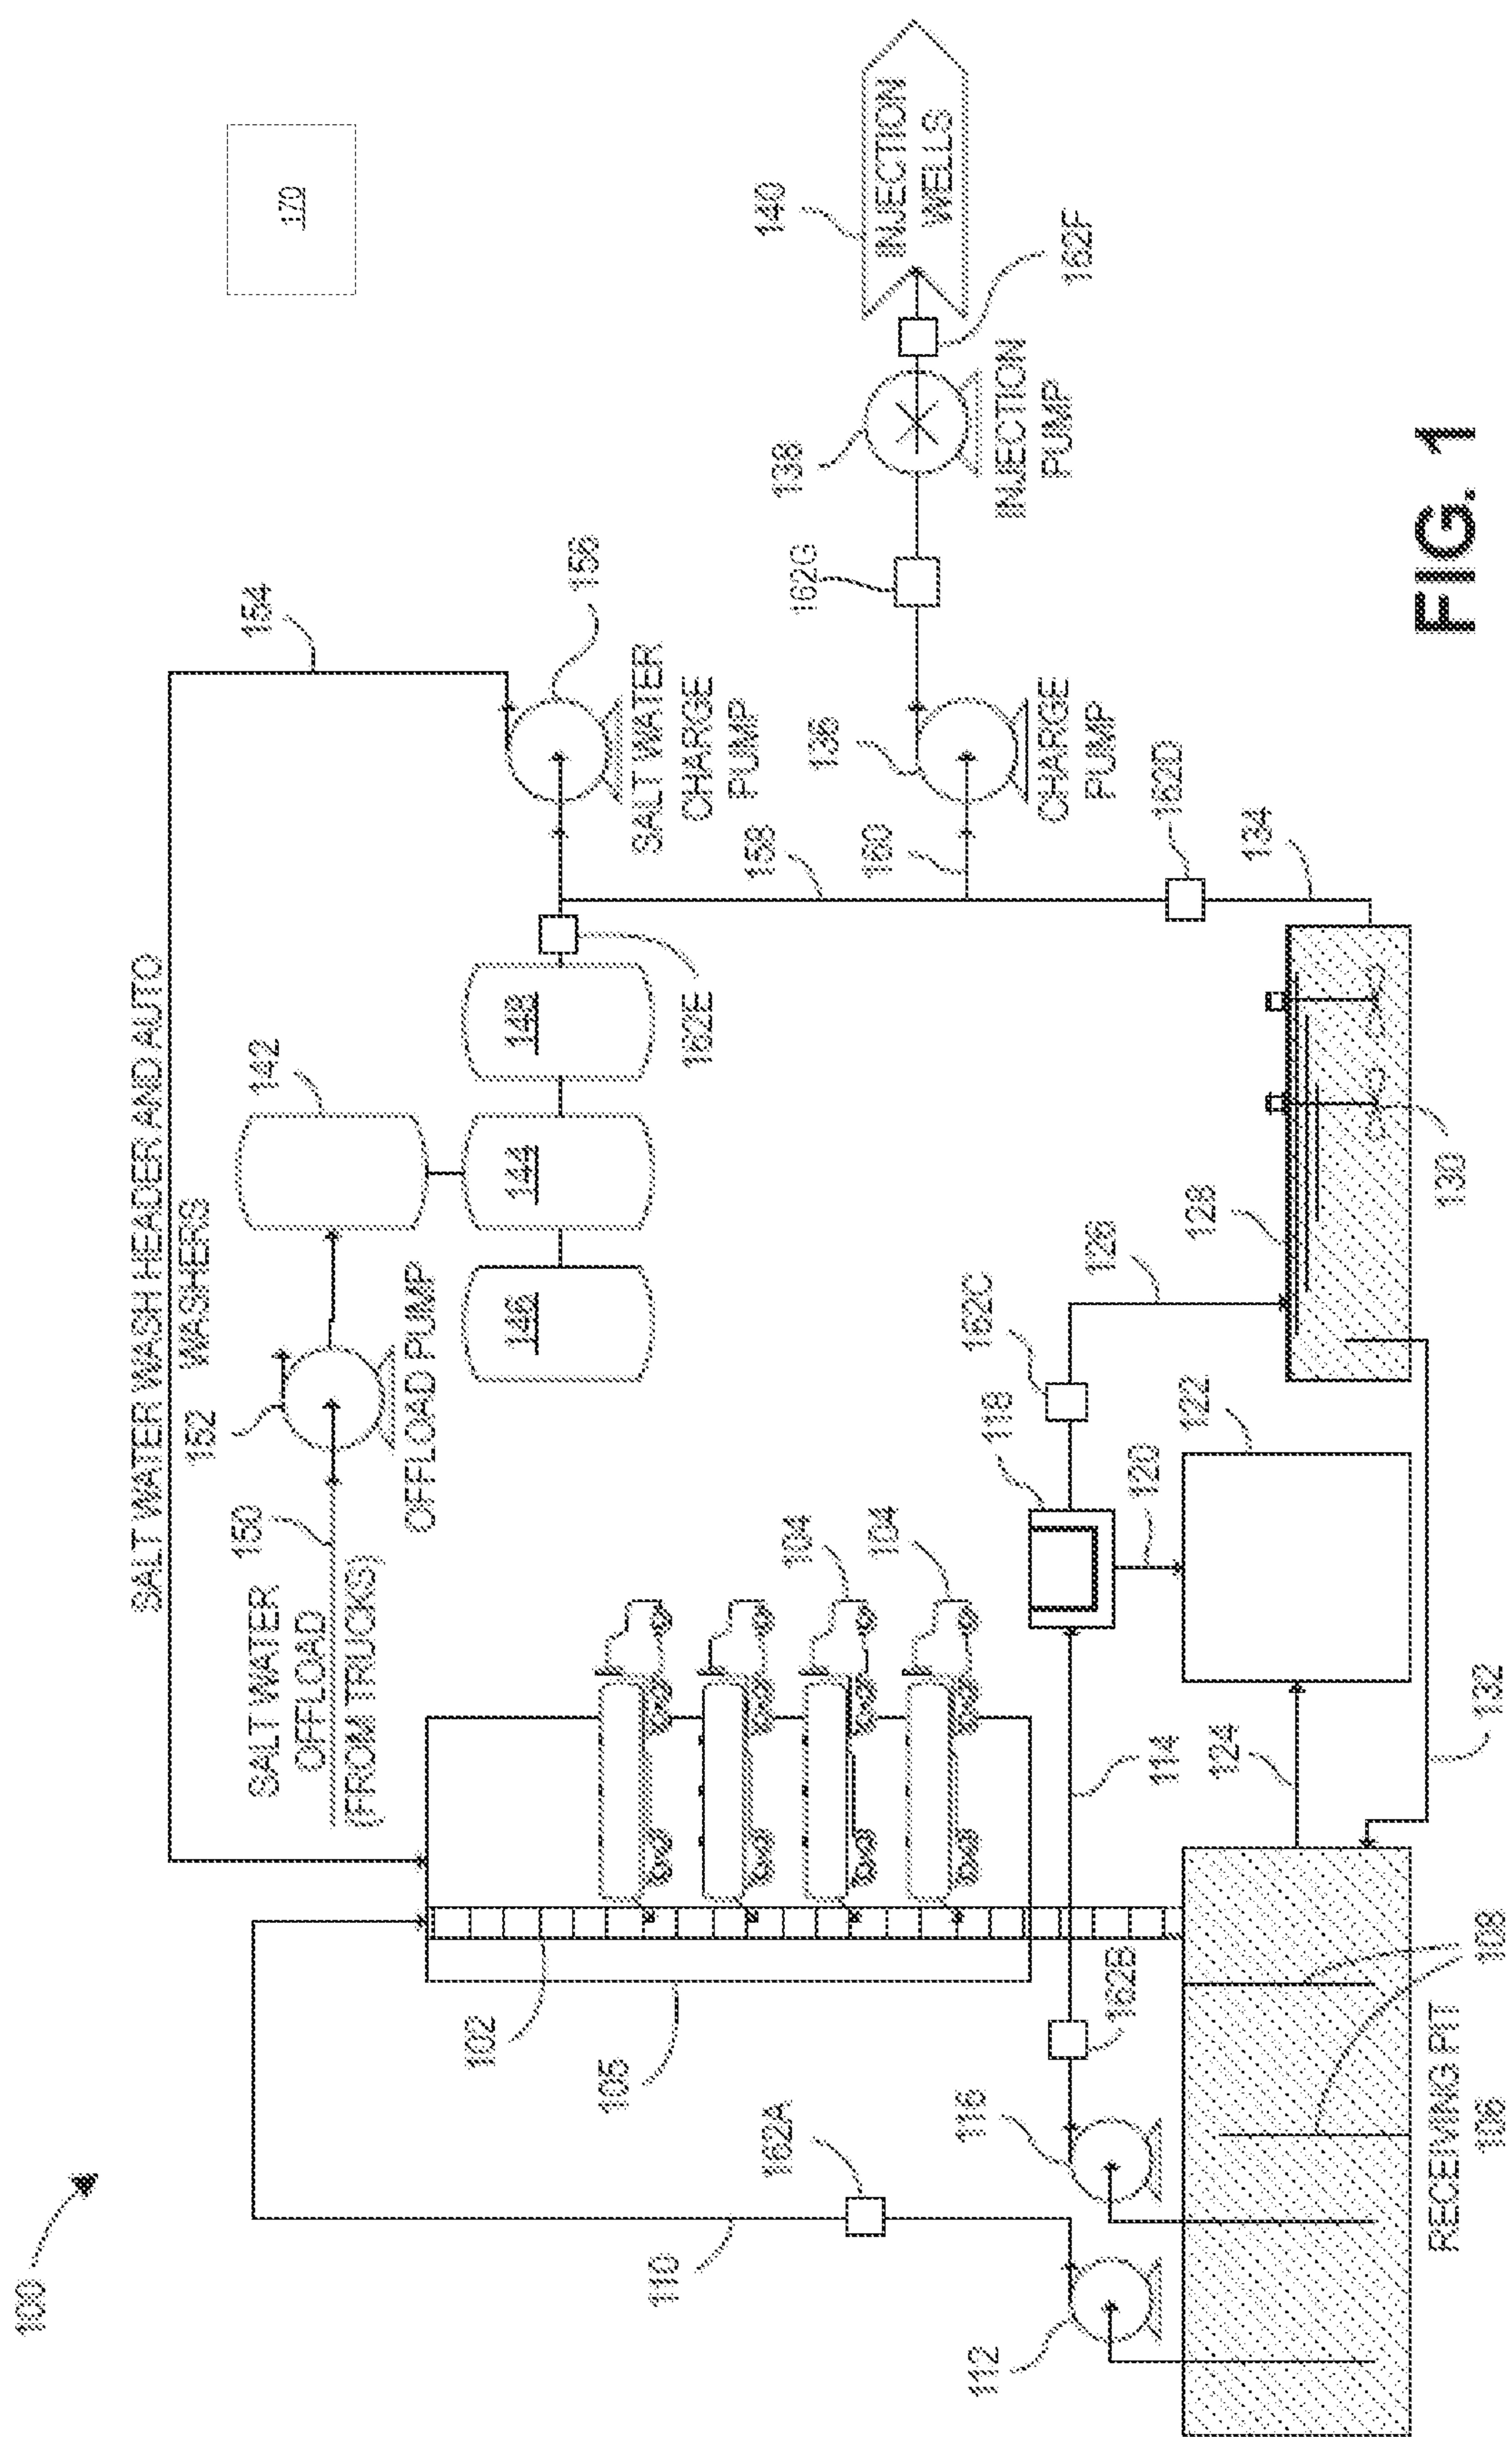 100
SALT WATER WASH HEADER AND AUTO
WASHERS
152
150
154
142
SALT WATER
OFFLOAD
(FROM TRUCKS)
170
OFFLOAD PUMP
102
146
144
148
156
105
SALT WATER
CHARGE
PUMP
110
162E
158
140
162A
138
104
162G
136
160
104
INJECTION
WELLS
116
162C
112
118
INJECTION
PUMP
CHARGE
PUMP
162F
162B
126
120
114
162D
122
128
124
134
RECEIVING PIT
106
130
132
108
FIG. 1